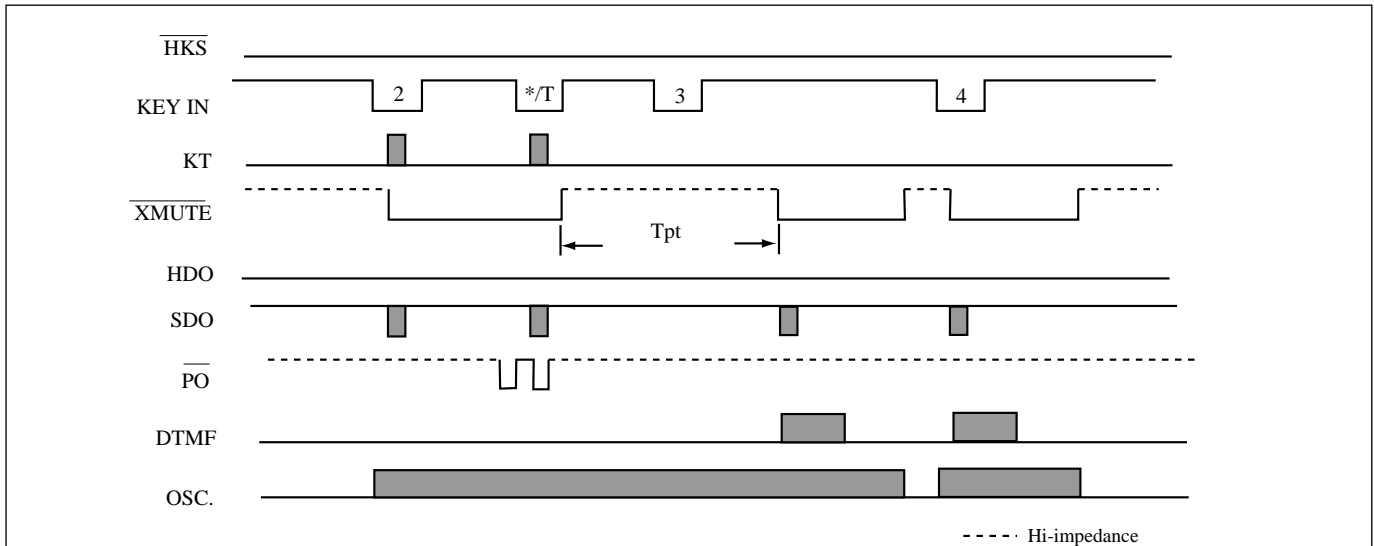 HKS
KEY IN 2 */T 3 4
KT
XMUTE
Tpt
HDO
SDO
PO
DTMF
OSC.
Hi-impedance